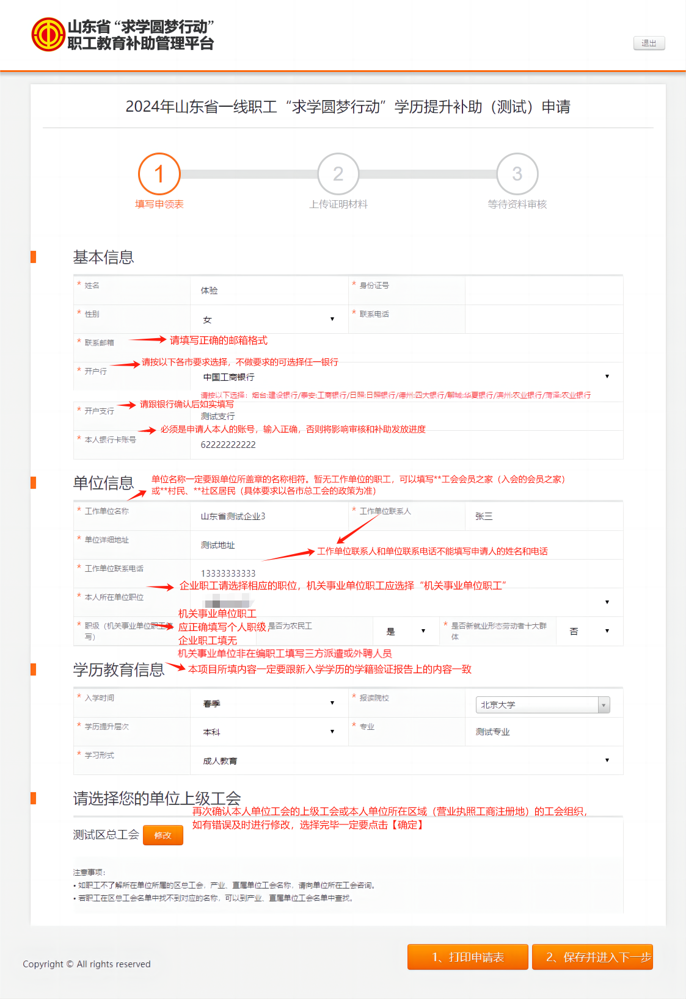 山东省“求学圆梦行动”
职工教育补助管理平台
退出
2024年山东省一线职工“求学圆梦行动”学历提升补助（测试）申请
1
2
3
填写申领表
上传证明材料
等待资料审核
基本信息
* 姓名
体验
* 身份证号
* 性别
女
* 联系电话
* 联系邮箱
请填写正确的邮箱格式
* 开户行
请按以下各市要求选择，不做要求的可选择任一银行
中国工商银行
请按以下选择：烟台:建设银行/泰安:工商银行/日照:日照银行/德州:四大银行/聊城:华夏银行/滨州:农业银行/菏泽:农业银行
* 开户支行
请跟银行确认后如实填写
测试支行
* 本人银行卡账号
必须是申请人本人的账号，输入正确，否则将影响审核和补助发放进度
62222222222
单位信息
单位名称一定要跟单位所盖章的名称相符。暂无工作单位的职工，可以填写**工会会员之家（入会的会员之家）
或**村民、**社区居民（具体要求以各市总工会的政策为准）
* 工作单位名称
山东省测试企业3
* 工作单位联系人
张三
* 单位详细地址
测试地址
工作单位联系人和单位联系电话不能填写申请人的姓名和电话
* 工作单位联系电话
13333333333
企业职工请选择相应的职位，机关事业单位职工应选择“机关事业单位职工”
* 本人所在单位职位
机关事业单位职工
应正确填写个人职级，
企业职工填无
机关事业单位非在编职工填写三方派遣或外聘人员
* 职级（机关事业单位职工填
写）
是否为农民工
是
* 是否新就业形态劳动者十大群
体
否
学历教育信息
本项目所填内容一定要跟新入学学历的学籍验证报告上的内容一致
* 入学时间
春季
* 报读院校
北京大学
* 学历提升层次
本科
* 专业
测试专业
* 学习形式
成人教育
请选择您的单位上级工会
再次确认本人单位工会的上级工会或本人单位所在区域（营业执照工商注册地）的工会组织，
如有错误及时进行修改，选择完毕一定要点击【确定】
测试区总工会
修改
注意事项：
• 如职工不了解所在单位所属的区总工会，产业、直属单位工会名称，请向单位所在工会咨询。
• 若职工在区总工会名单中找不到对应的名称，可以到产业、直属单位工会名单中查找。
1、打印申请表
2、保存并进入下一步
Copyright © All rights reserved